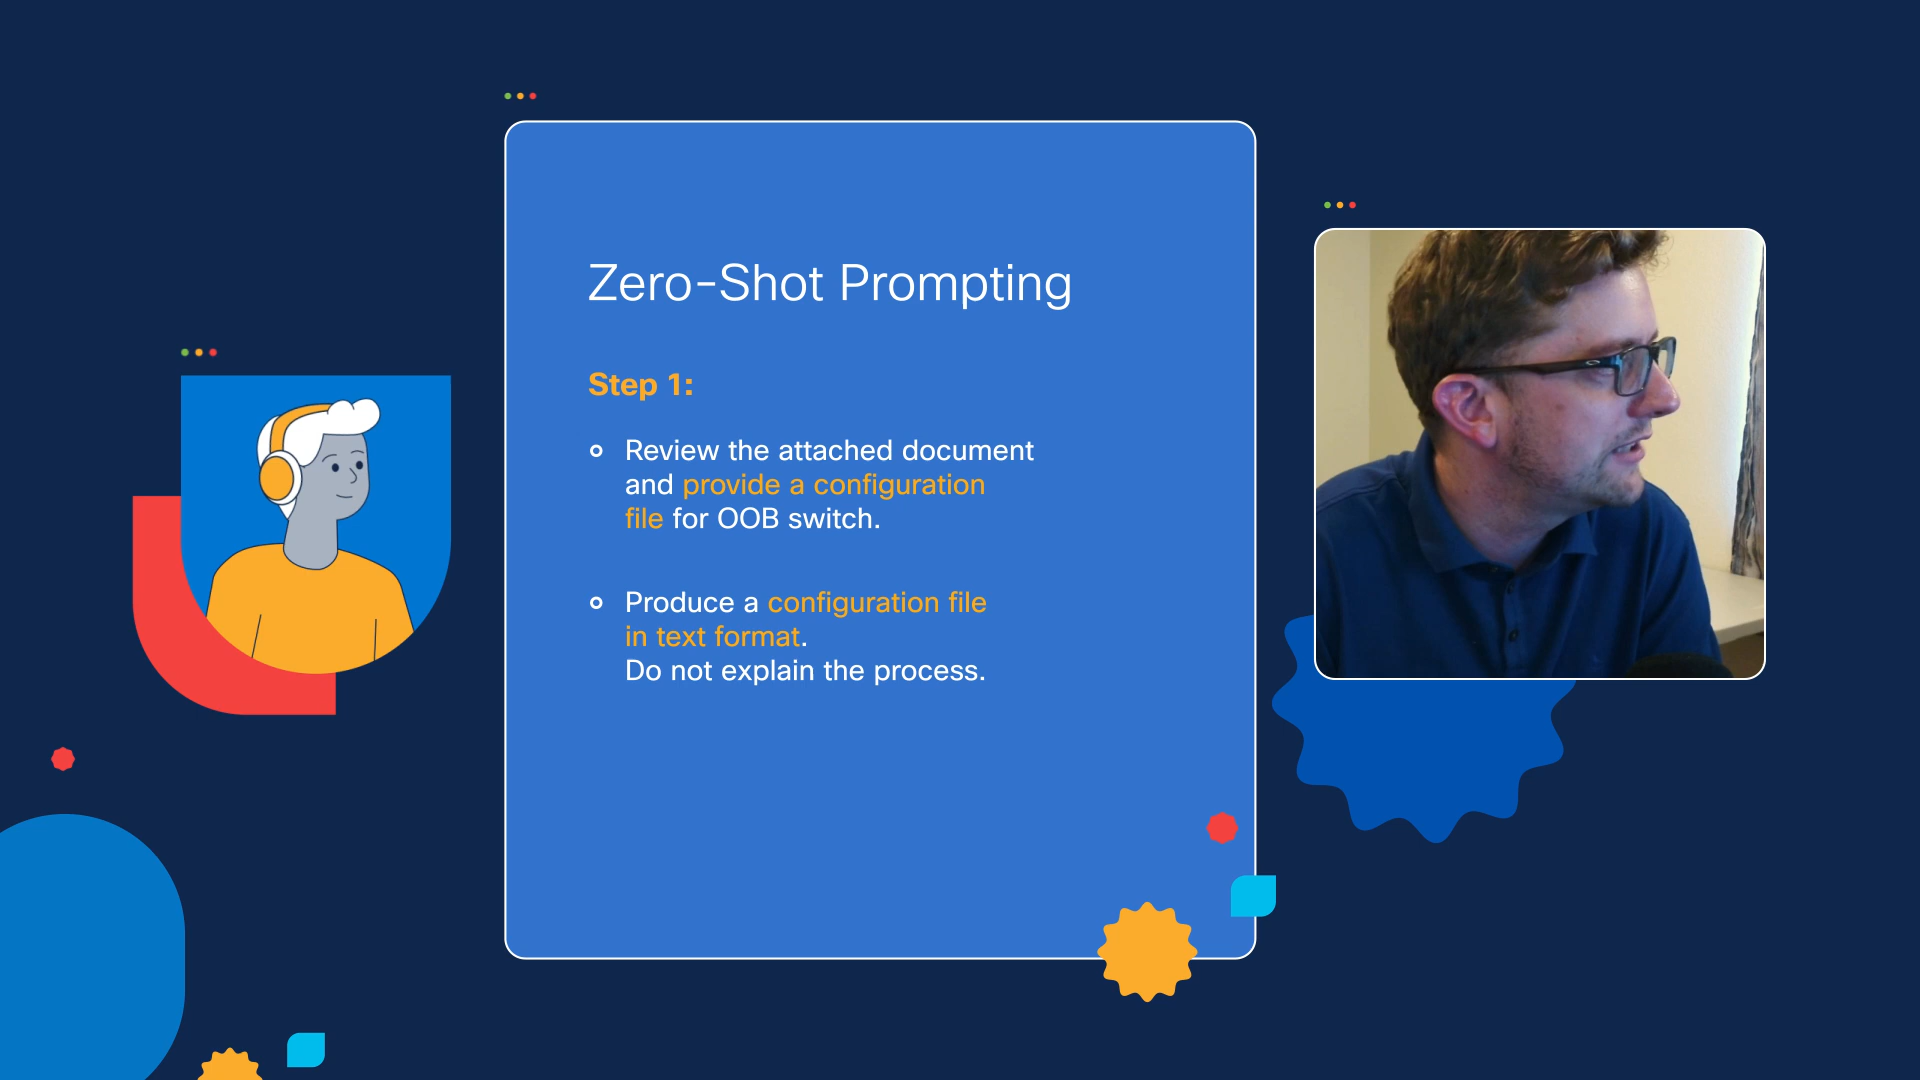 Zero-Shot Prompting
Step 1:
Review the attached document
and provide a configuration
file for OOB switch.
Produce a configuration file
in text format.
Do not explain the process.